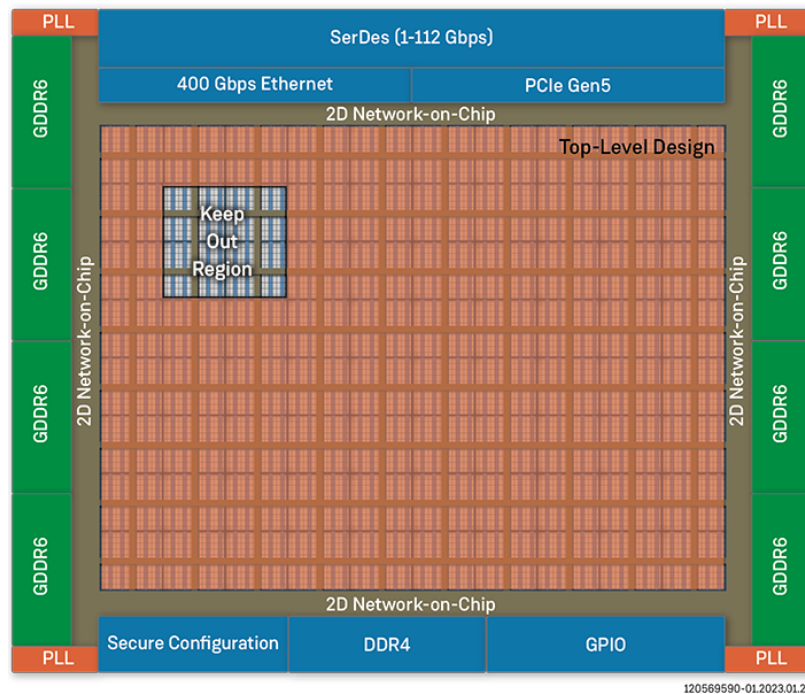 PLL
SerDes (1-112 Gbps)
PLL
400 Gbps Ethernet
PCIe Gen5
2D Network-on-Chip
Top-Level Design
GDDR6
GDDR6
GDDR6
GDDR6
2D Network-on-Chip
Keep
Out
Region
2D Network-on-Chip
GDDR6
GDDR6
GDDR6
GDDR6
2D Network-on-Chip
Secure Configuration
DDR4
GPIO
PLL
PLL